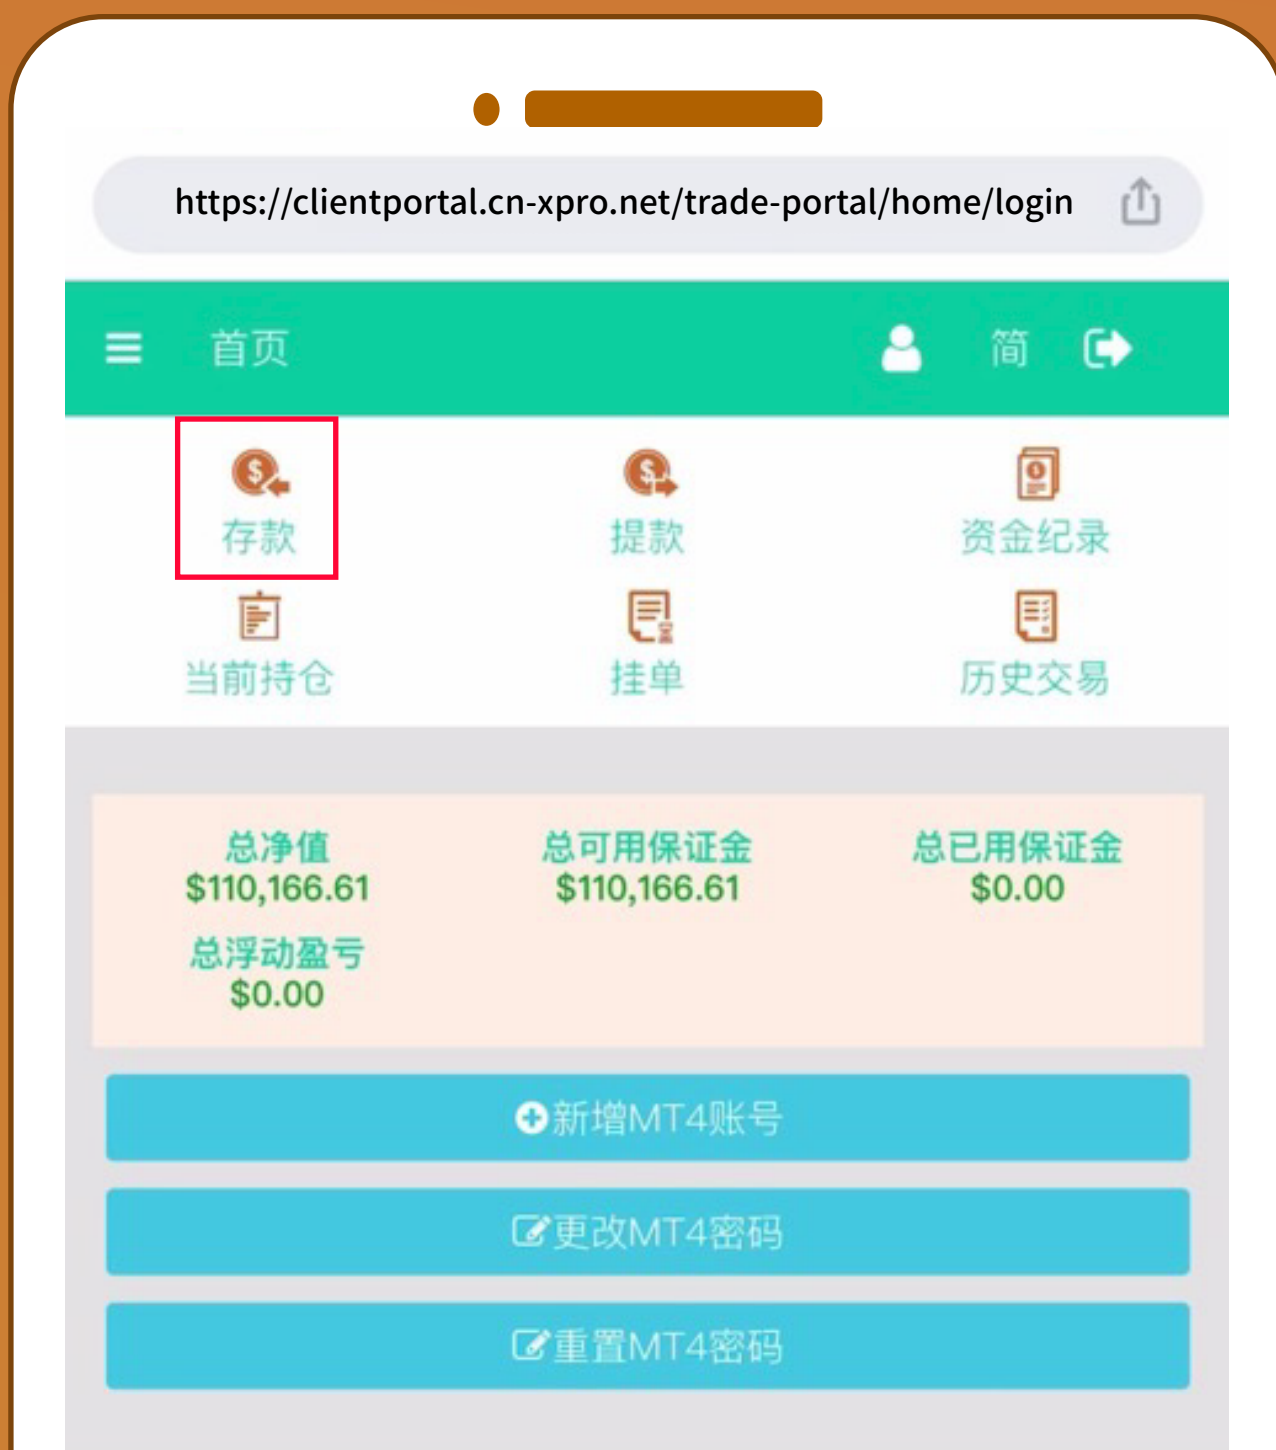 https://clientportal.cn-xpro.net/trade-portal/home/login
首页 简
存款 提款 资金纪录
当前持仓 挂单 历史交易
总净值 总可用保证金 总已用保证金
$110,166.61 $110,166.61 $0.00
总浮动盈亏
$0.00
新增MT4账号
更改MT4密码
重置MT4密码